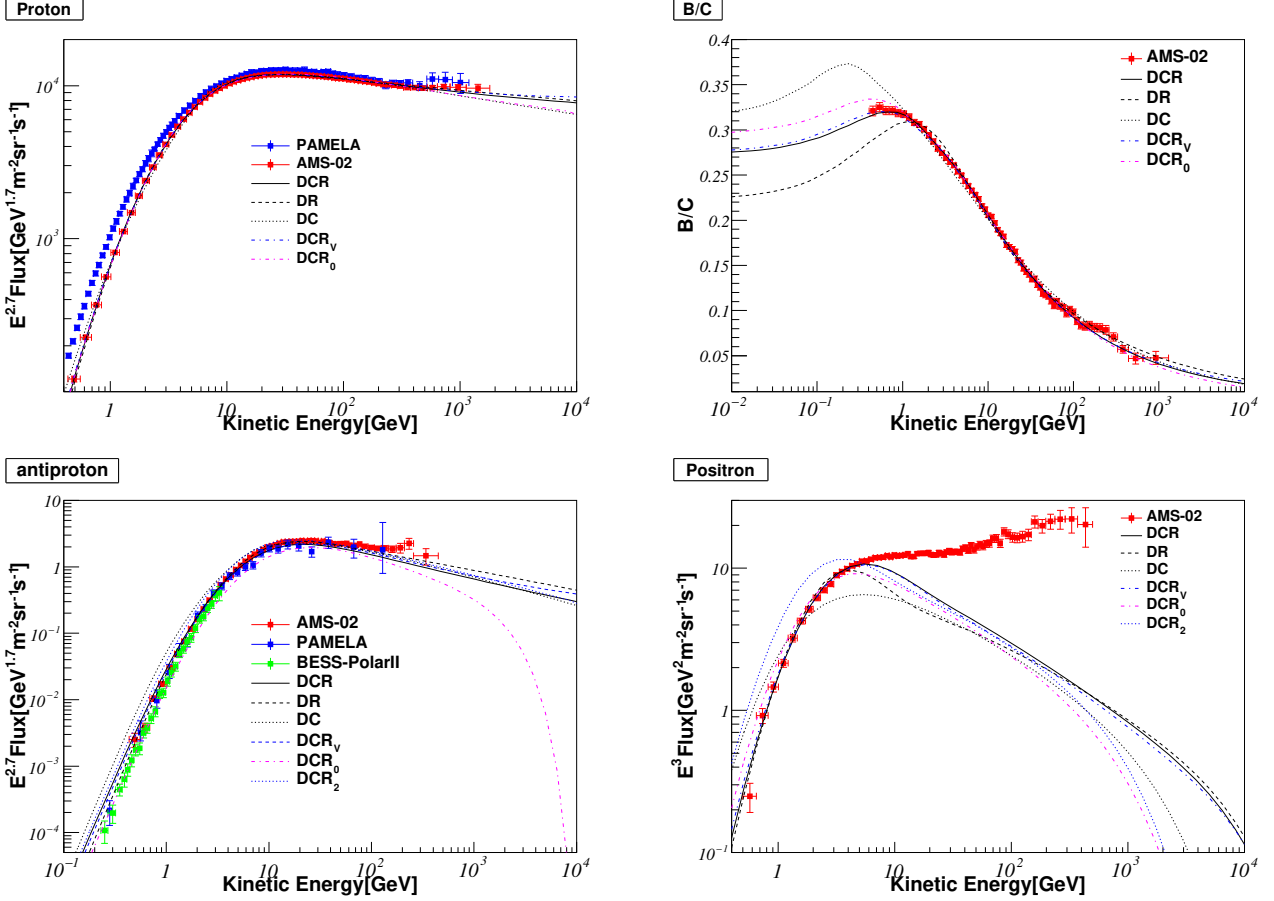 Proton
E^2.7Flux[GeV^1.7m^-2sr^-1s^-1]
10^4
10^3
PAMELA
AMS-02
DCR
DR
DC
DCR_V
DCR_0
1 10 10^2 10^3 10^4
Kinetic Energy[GeV]
B/C
B/C
0.4
0.35
0.3
0.25
0.2
0.15
0.1
0.05
AMS-02
DCR
DR
DC
DCR_V
DCR_0
10^-2 10^-1 1 10 10^2 10^3 10^4
Kinetic Energy[GeV]
antiproton
E^2.7Flux[GeV^1.7m^-2sr^-1s^-1]
10
1
10^-1
10^-2
10^-3
10^-4
AMS-02
PAMELA
BESS-PolarII
DCR
DR
DC
DCR_V
DCR_0
DCR_2
10^-1 1 10 10^2 10^3 10^4
Kinetic Energy[GeV]
Positron
E^3Flux[GeV^2m^-2sr^-1s^-1]
10
1
10^-1
AMS-02
DCR
DR
DC
DCR_V
DCR_0
DCR_2
1 10 10^2 10^3 10^4
Kinetic Energy[GeV]